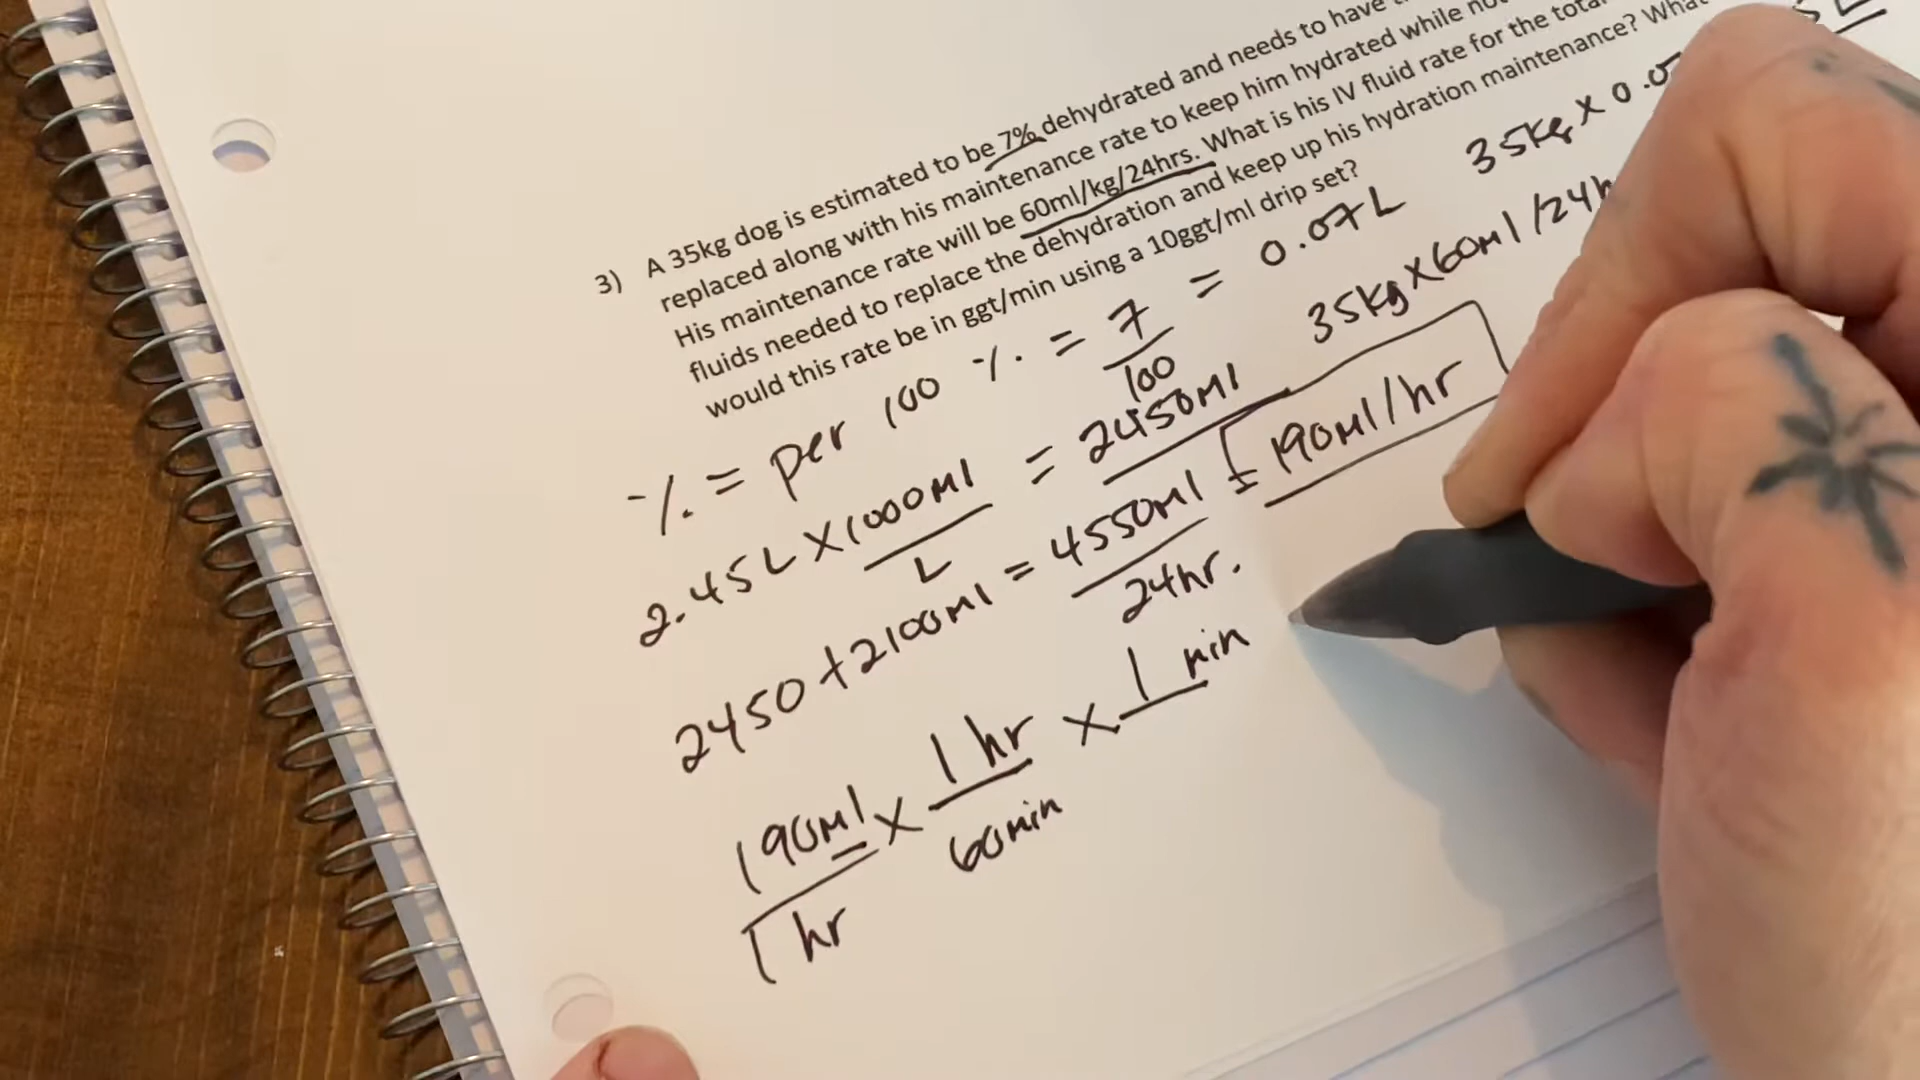 3) A 35kg dog is estimated to be 7% dehydrated and needs to have
replaced along with his maintenance rate to keep him hydrated while
His maintenance rate will be 60ml/kg/24hrs. What is his IV fluid rate for the total
fluids needed to replace the dehydration and keep up his hydration maintenance? What
would this rate be in ggt/min using a 10ggt/ml drip set?
% = per 100 % = 7/100 = 0.07L
35kg x 0.0
35kg x 60ml/24h
2.45L x 1000ml/L = 2450ml
2450 + 2100ml = 4550ml/24hr. = 190ml/hr
190ml/1hr x 1hr/60min x 1 min